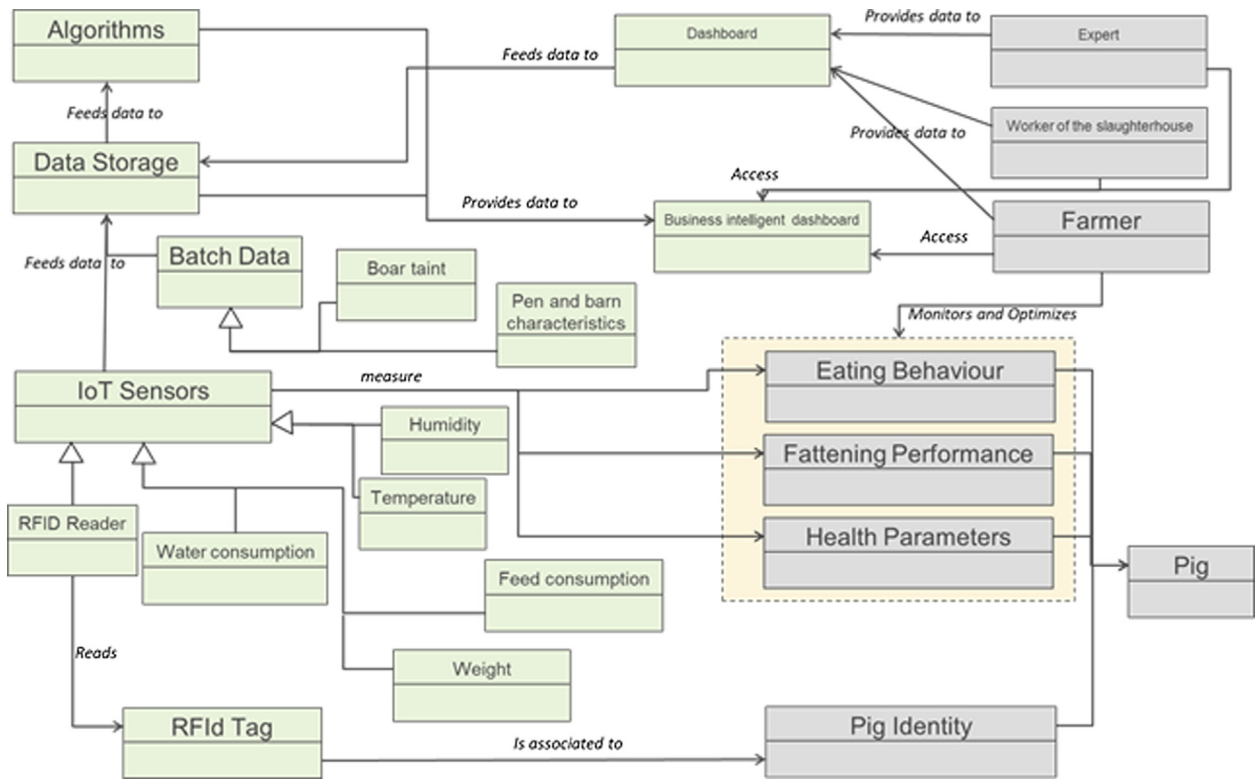 Algorithms
Dashboard
Provides data to
Expert
Feeds data to
Feeds data to
Worker of the slaughterhouse
Provides data to
Data Storage
Access
Provides data to
Business intelligent dashboard
Farmer
Access
Feeds data to
Batch Data
Boar taint
Pen and barn
characteristics
Monitors and Optimizes
IoT Sensors
measure
Eating Behaviour
Humidity
Fattening Performance
Temperature
RFID Reader
Water consumption
Health Parameters
Feed consumption
Pig
Reads
Weight
RFId Tag
Is associated to
Pig Identity